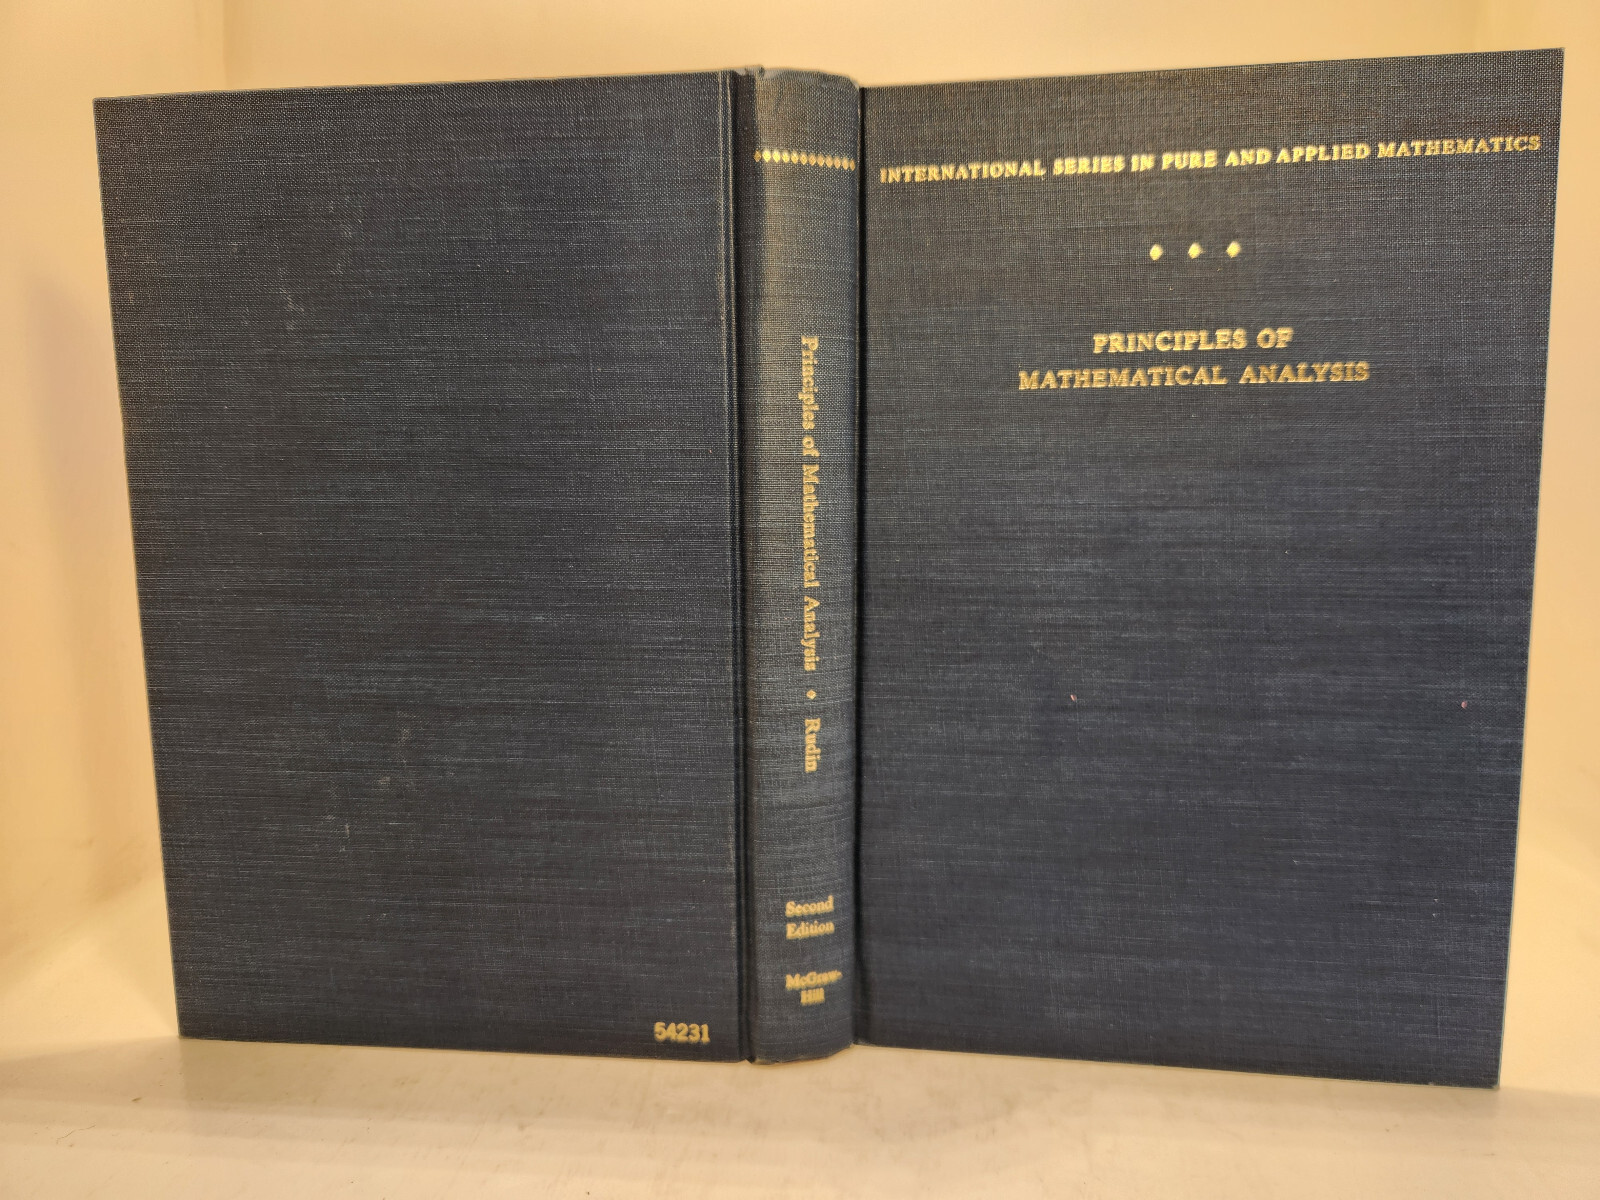 INTERNATIONAL SERIES IN PURE AND APPLIED MATHEMATICS
PRINCIPLES OF
MATHEMATICAL ANALYSIS
Principles of Mathematical Analysis ♦ Rudin
Second
Edition
McGraw-
Hill
54231